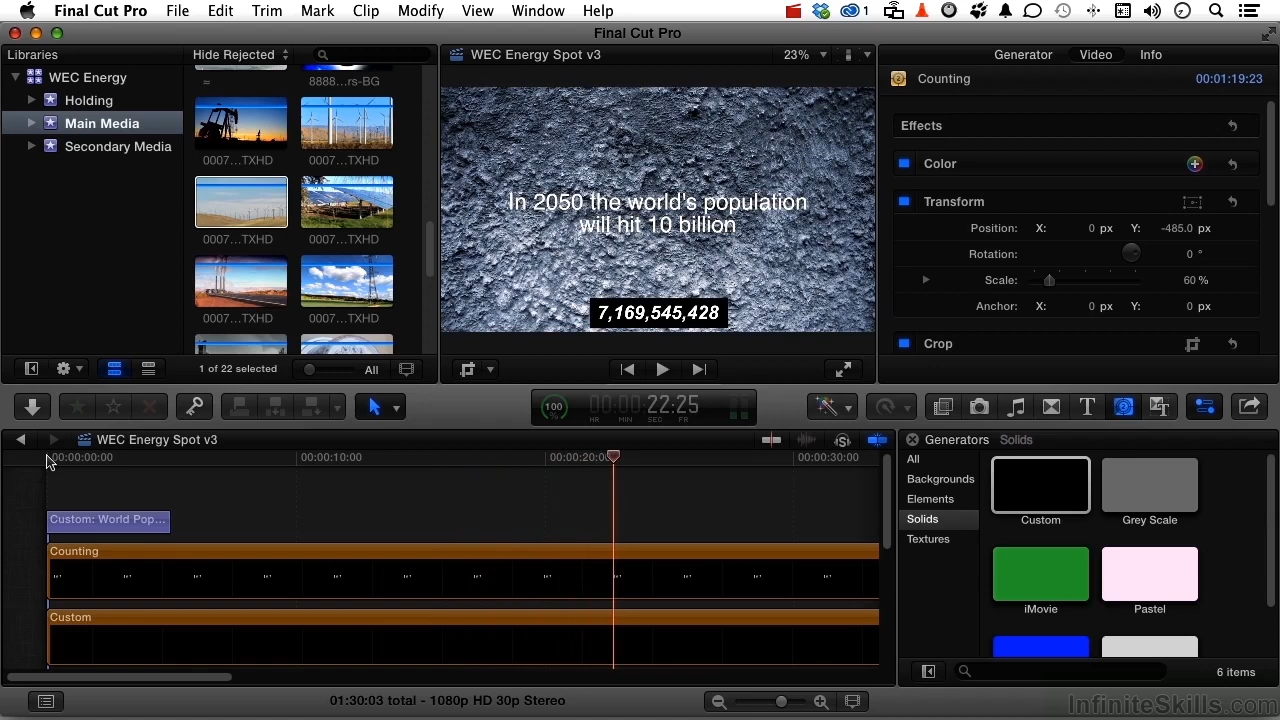 Final Cut Pro File Edit Trim Mark Clip Modify View Window Help 1
Final Cut Pro
Libraries
Hide Rejected
WEC Energy
Holding
Main Media
Secondary Media
8888...rs-BG
0007...TXHD 0007...TXHD
0007...TXHD 0007...TXHD
0007...TXHD 0007...TXHD
1 of 22 selected
All
WEC Energy Spot v3 23%
In 2050 the world's population
will hit 10 billion
7,169,545,428
Generator Video Info
Counting 00:01:19:23
Effects
Color
Transform
Position: X: 0 px Y: -485.0 px
Rotation: 0 °
Scale: 60 %
Anchor: X: 0 px Y: 0 px
Crop
100
%
00:00:22:25
HR MIN SEC FR
WEC Energy Spot v3
00:00:00:00 00:00:10:00 00:00:20:00 00:00:30:00
Custom: World Pop...
Counting
Custom
Generators Solids
All
Backgrounds
Elements
Solids
Textures
Custom Grey Scale
iMovie Pastel
6 items
01:30:03 total - 1080p HD 30p Stereo
InfiniteSkills.com